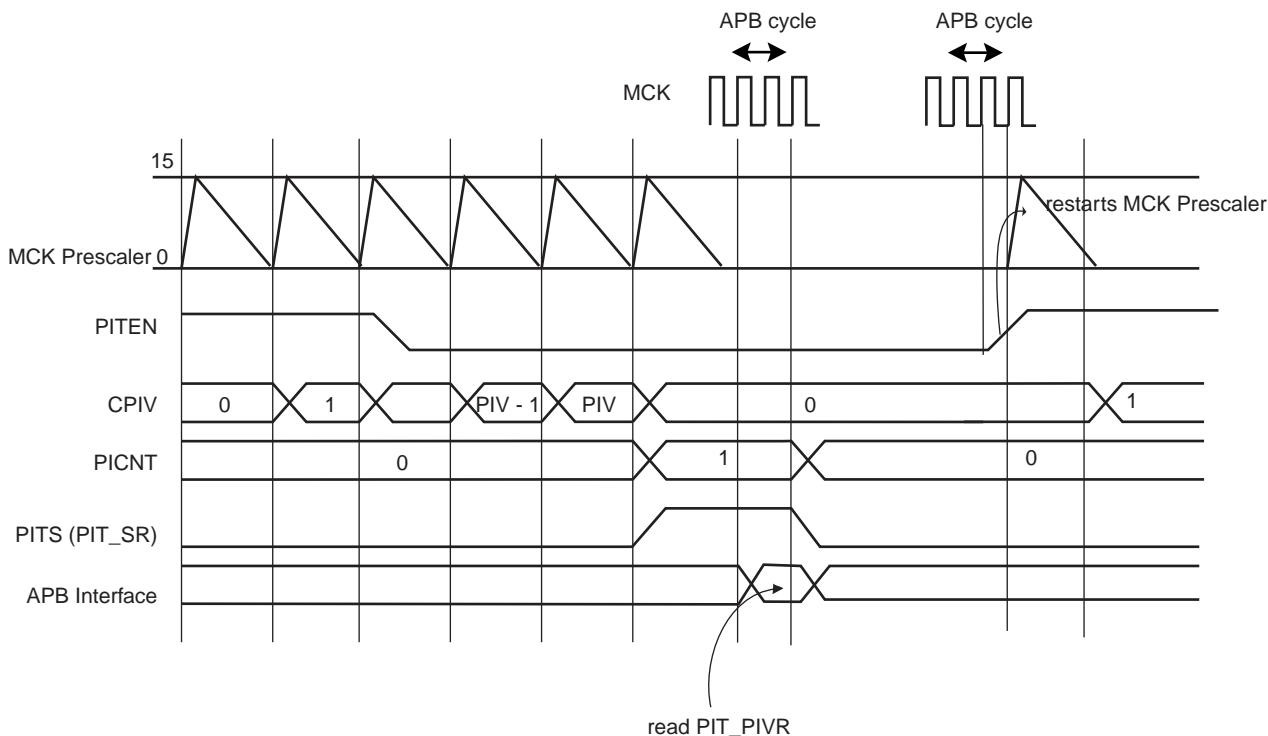 APB cycle
APB cycle
MCK
15
restarts MCK Prescaler
MCK Prescaler 0
PITEN
CPIV
0
1
PIV - 1
PIV
0
1
PICNT
0
1
0
PITS (PIT_SR)
APB Interface
read PIT_PIVR